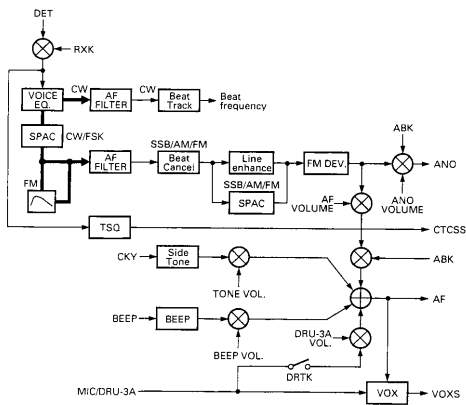 DET
RXK
VOICE EQ.
CW
AF FILTER
CW
Beat Track
Beat frequency
SPAC
CW/FSK
FM
AF FILTER
SSB/AM/FM
Beat Cancel
Line enhance
SSB/AM/FM
SPAC
FM DEV.
ABK
ANO
ANO VOLUME
AF VOLUME
TSQ
CTCSS
CKY
Side Tone
TONE VOL.
ABK
AF
BEEP
BEEP
BEEP VOL.
DRU-3A VOL.
DRTK
MIC/DRU-3A
VOX
VOXS